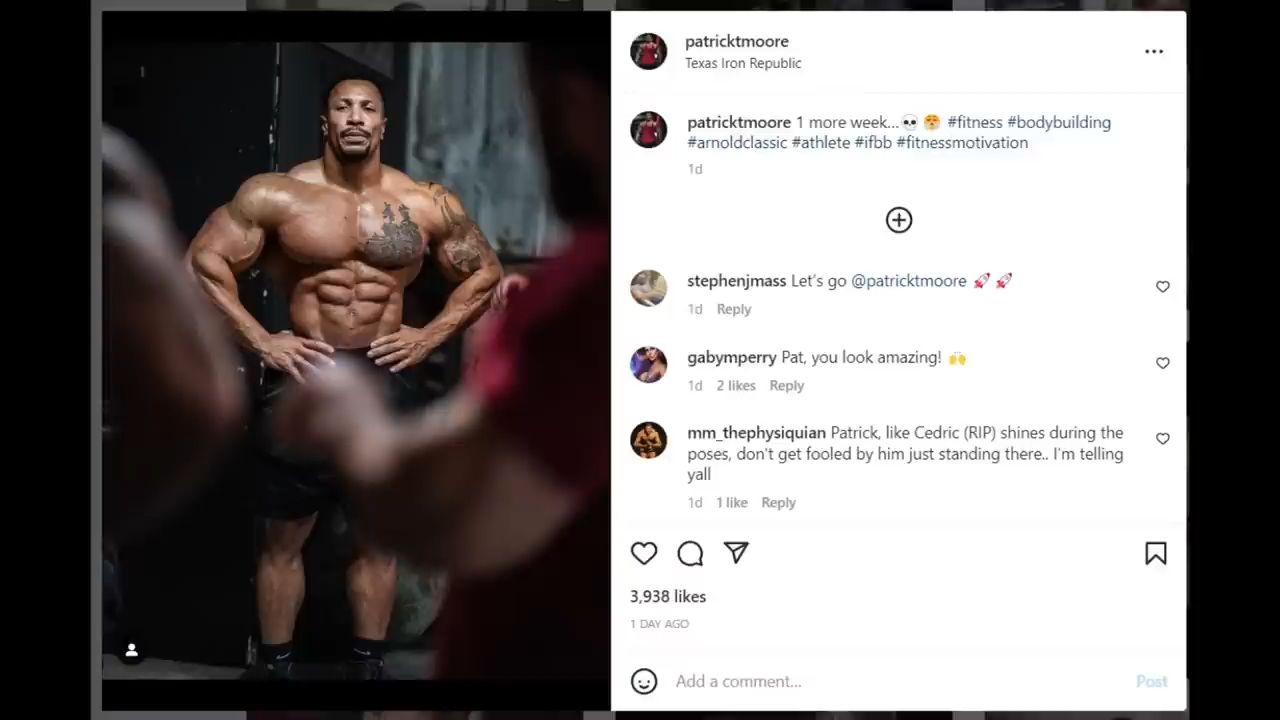 patricktmoore
Texas Iron Republic
patricktmoore 1 more week...💀 😤 #fitness #bodybuilding
#arnoldclassic #athlete #ifbb #fitnessmotivation
1d
stephenjmass Let's go @patricktmoore 🚀 🚀
1d Reply
gabymperry Pat, you look amazing! 🙌
1d 2 likes Reply
mm_thephysiquian Patrick, like Cedric (RIP) shines during the
poses, don't get fooled by him just standing there.. I'm telling
yall
1d 1 like Reply
3,938 likes
1 DAY AGO
Add a comment... Post